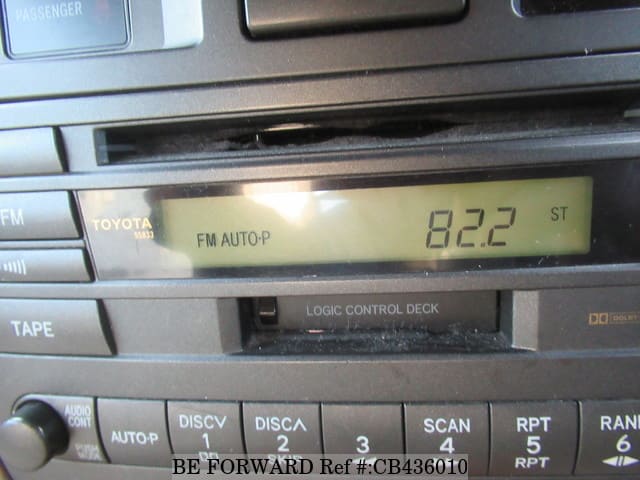 PASSENGER
FM
TOYOTA
FM AUTO-P 82.2 ST
TAPE
LOGIC CONTROL DECK
DOLBY
AUDIO CONT
AUTO-P
DISC∨ 1
DISC∧ 2
3
SCAN 4
RPT 5 RPT
RAN 6
BE FORWARD Ref #:CB436010